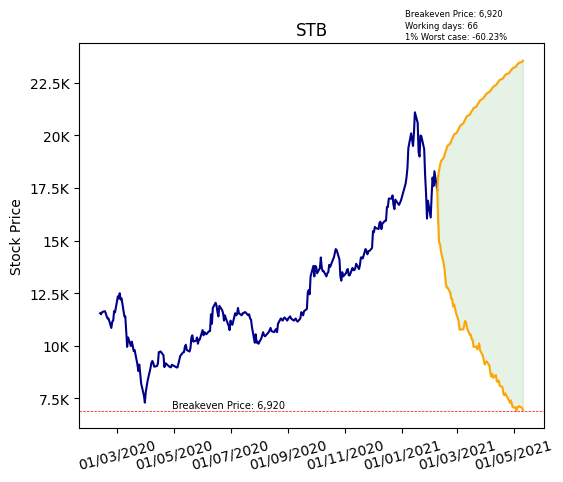 Breakeven Price: 6,920
Working days: 66
1% Worst case: -60.23%
STB
Stock Price
22.5K
20K
17.5K
15K
12.5K
10K
7.5K
Breakeven Price: 6,920
01/03/2020 01/05/2020 01/07/2020 01/09/2020 01/11/2020 01/01/2021 01/03/2021 01/05/2021